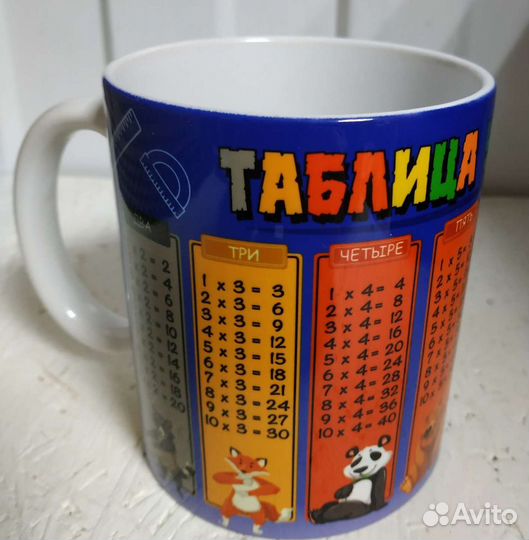 ТАБЛИЦА
ТРИ
1 x 3 = 3
2 x 3 = 6
3 x 3 = 9
4 x 3 = 12
5 x 3 = 15
6 x 3 = 18
7 x 3 = 21
8 x 3 = 24
9 x 3 = 27
10 x 3 = 30
ЧЕТЫРЕ
1 x 4 = 4
2 x 4 = 8
3 x 4 = 12
4 x 4 = 16
5 x 4 = 20
6 x 4 = 24
7 x 4 = 28
8 x 4 = 32
9 x 4 = 36
10 x 4 = 40
ПЯТЬ
Avito